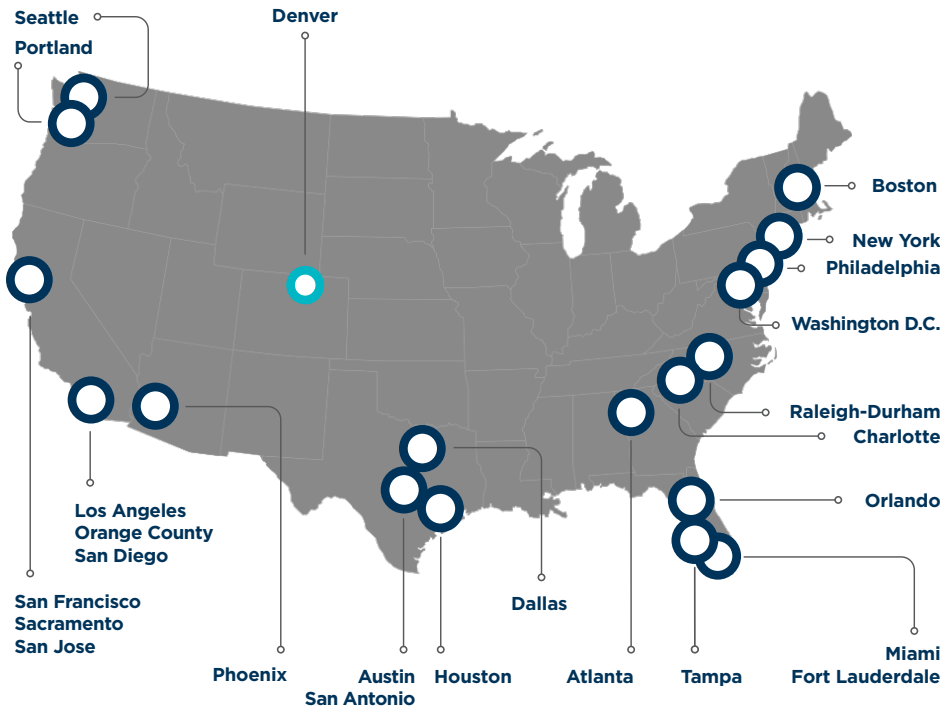 Seattle
Denver
Portland
Boston
New York
Philadelphia
Washington D.C.
Raleigh-Durham
Charlotte
Orlando
Los Angeles
Orange County
San Diego
San Francisco
Sacramento
San Jose
Dallas
Phoenix
Austin
San Antonio
Houston
Atlanta
Tampa
Miami
Fort Lauderdale